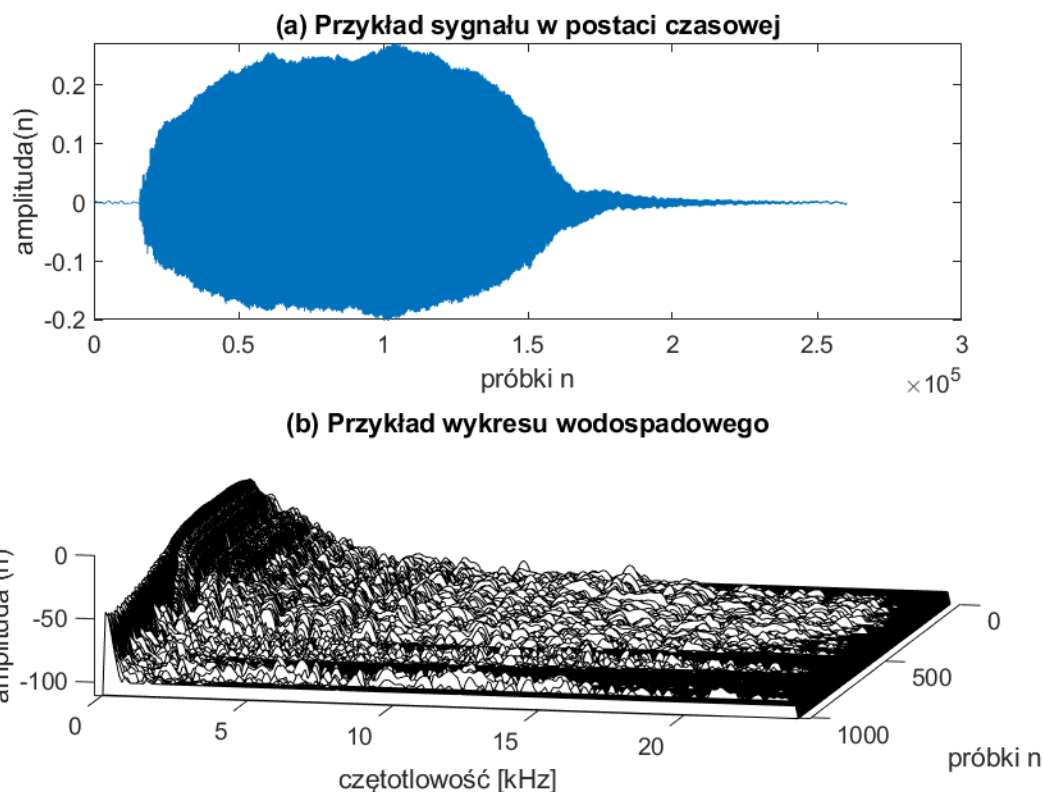 (a) Przykład sygnału w postaci czasowej
amplituda(n)
0.2
0.1
0
-0.1
-0.2
0 0.5 1 1.5 2 2.5 3
próbki n
×10⁵
(b) Przykład wykresu wodospadowego
amplituda (n)
0
-50
-100
0 5 10 15 20
czętotlowość [kHz]
0
500
1000
próbki n